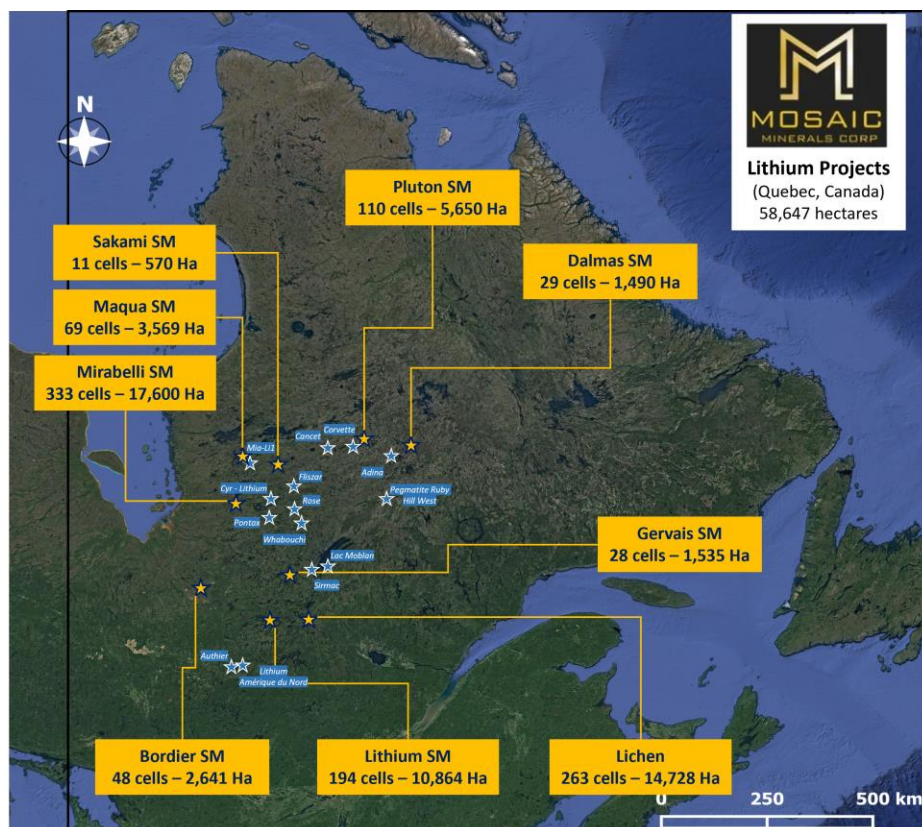 N
MOSAIC
MINERALS CORP
Lithium Projects
(Quebec, Canada)
58,647 hectares
Pluton SM
110 cells – 5,650 Ha
Sakami SM
11 cells – 570 Ha
Dalmas SM
29 cells – 1,490 Ha
Maqua SM
69 cells – 3,569 Ha
Mirabelli SM
333 cells – 17,600 Ha
Corvette
Cancet
Mia-LI1
Adina
Fliszar
Cyr - Lithium
Pegmatite Ruby
Hill West
Rose
Pontax
Whabouchi
Gervais SM
28 cells – 1,535 Ha
Lac Moblan
Sirmac
Authier
Lithium
Amérique du Nord
Bordier SM
48 cells – 2,641 Ha
Lithium SM
194 cells – 10,864 Ha
Lichen
263 cells – 14,728 Ha
0 250 500 km